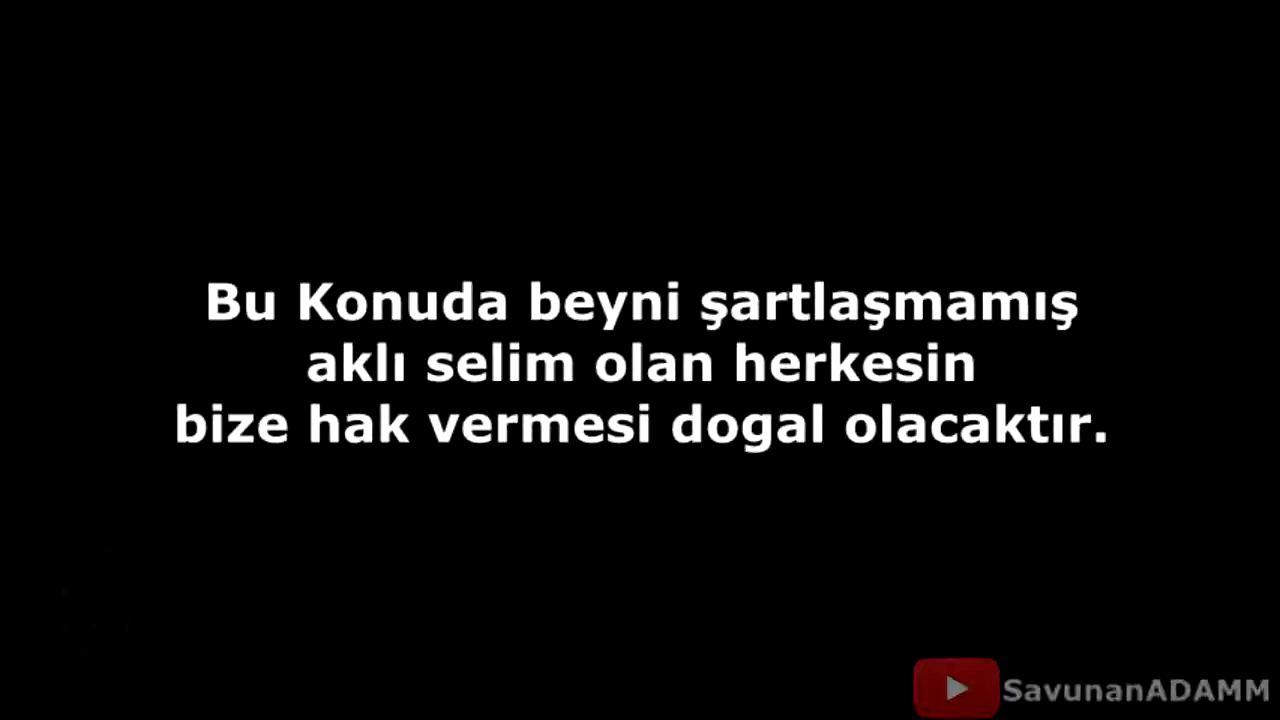 Bu Konuda beyni şartlaşmamış
aklı selim olan herkesin
bize hak vermesi dogal olacaktır.
SavunanADAMM